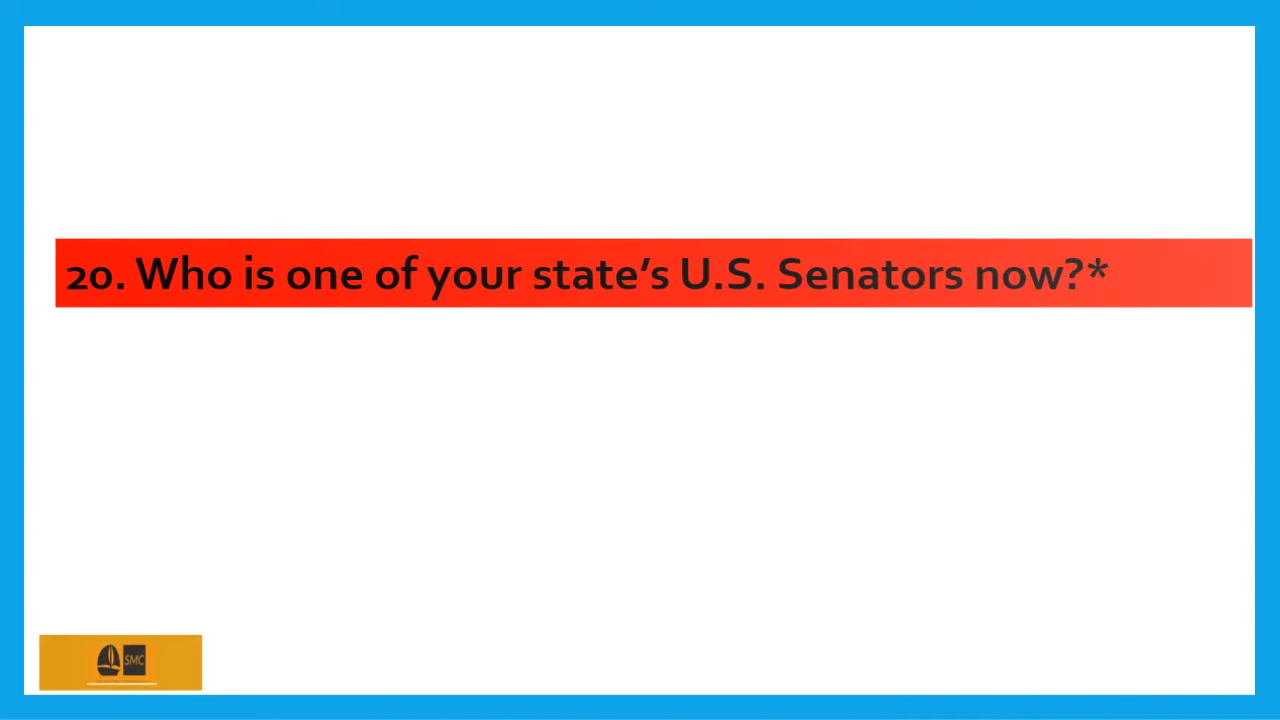 20. Who is one of your state’s U.S. Senators now?*
SMC